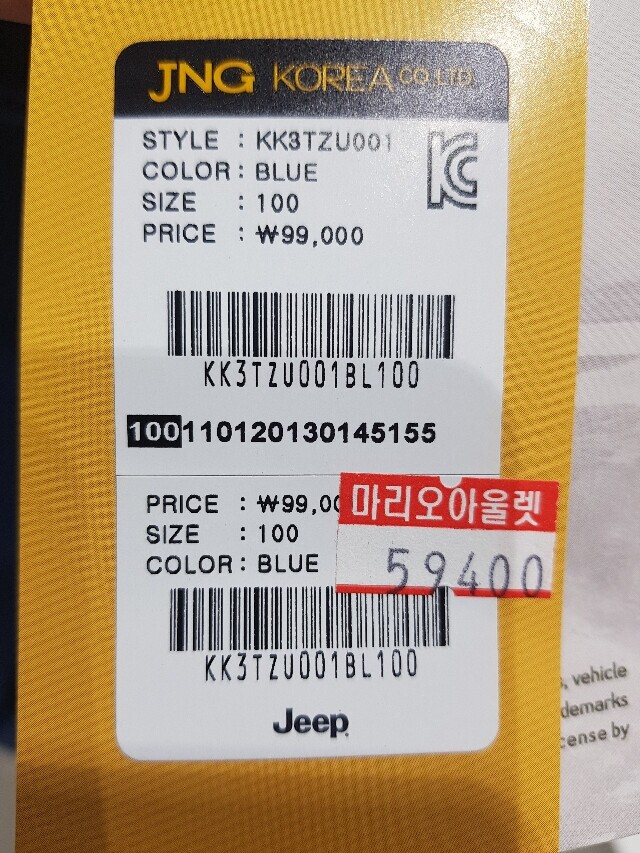 JNG KOREA CO.LTD.
STYLE : KK3TZU001
COLOR : BLUE
SIZE : 100
PRICE : ₩99,000
KK3TZU001BL100
100110120130145155
PRICE : ₩99,00
마리오아울렛
SIZE : 100
59400
COLOR : BLUE
KK3TZU001BL100
Jeep
vehicle
demarks
cense by